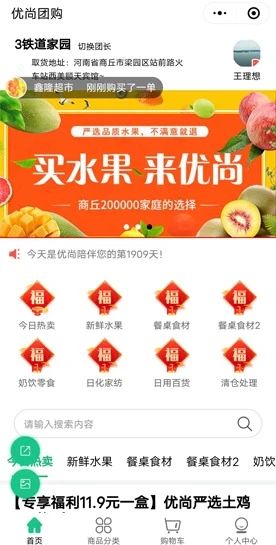 优尚团购
3铁道家园 切换团长
取货地址：河南省商丘市梁园区站前路火
车站西美颐天宾馆~
王理想
鑫隆超市 刚刚购买了一单
严选品质水果、不满意就退
买水果 来优尚
商丘200000家庭的选择
今天是优尚陪伴您的第1909天！
福 福 福 福
今日热卖 新鲜水果 餐桌食材 餐桌食材2
福 福 福 福
奶饮零食 日化家纺 日用百货 清仓处理
请输入搜索内容
今日热卖 新鲜水果 餐桌食材 餐桌食材2 奶饮
【专享福利11.9元一盒】优尚严选土鸡
首页 商品分类 购物车 个人中心